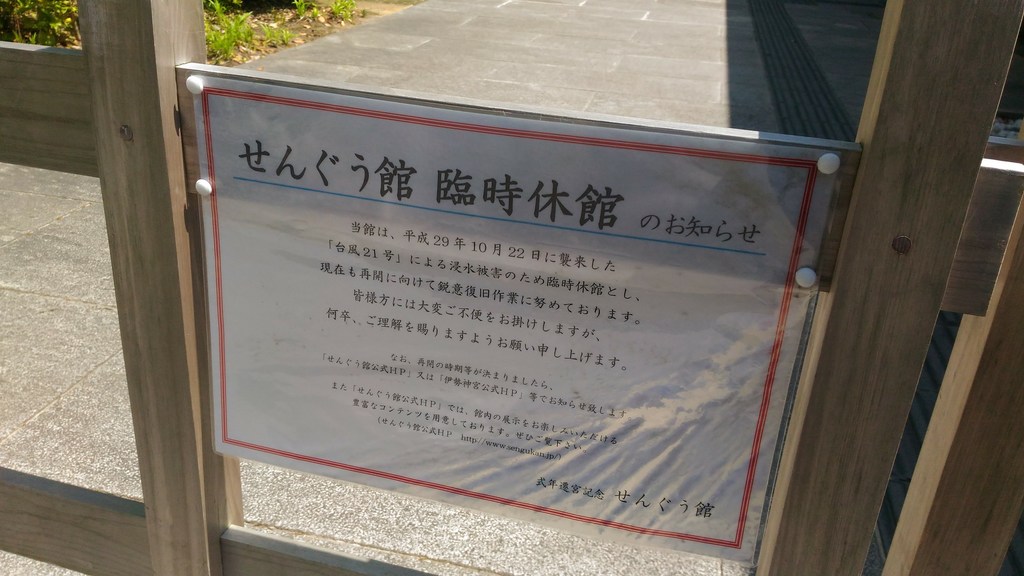 せんぐう館 臨時休館 のお知らせ
当館は、平成29年10月22日に襲来した
「台風21号」による浸水被害のため臨時休館とし、
現在も再開に向けて鋭意復旧作業に努めております。
皆様方には大変ご不便をお掛けしますが、
何卒、ご理解を賜りますようお願い申し上げます。
なお、再開の時期等が決まりましたら、
「せんぐう館公式HP」又は「伊勢神宮公式HP」等でお知らせ致します。
また「せんぐう館公式HP」では、館内の展示をお楽しみいただける
豊富なコンテンツを用意しております。ぜひご覧下さい。
(せんぐう館公式HP http://www.sengukan.jp/)
式年遷宮記念 せんぐう館